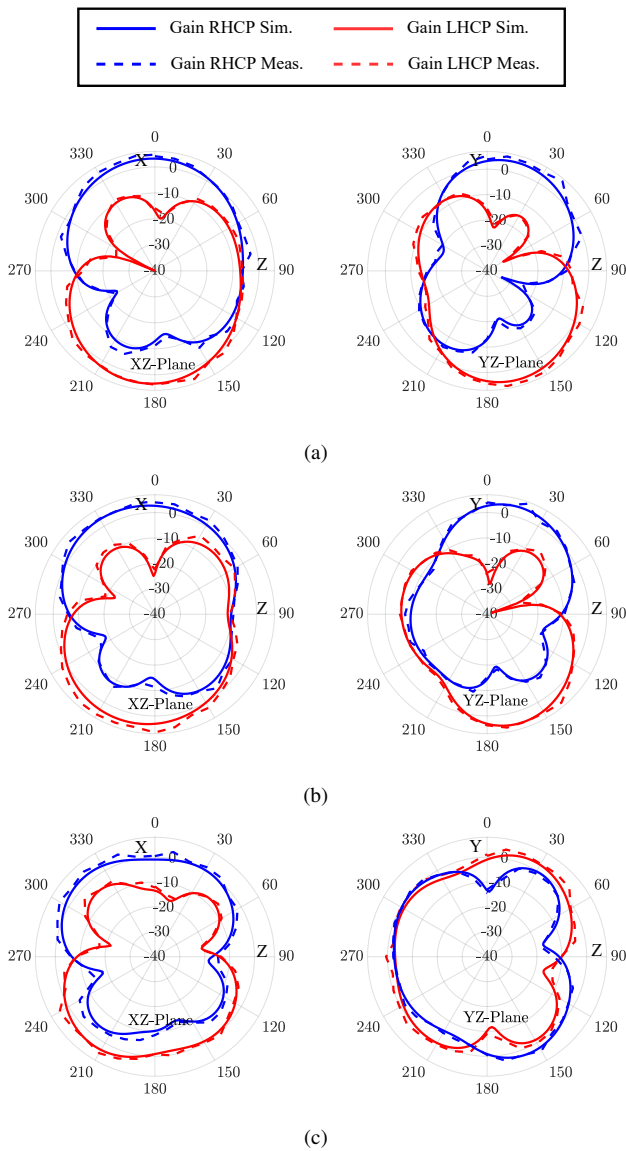 Gain RHCP Sim. Gain LHCP Sim.
Gain RHCP Meas. Gain LHCP Meas.
0 0
330 X 0 30 330 Y 0 30
300 -10 60 300 -10 60
-20 -20
-30 -30
270 -40 Z 90 270 -40 Z 90
240 120 240 120
XZ-Plane YZ-Plane
210 150 210 150
180 180
(a)
0 0
330 X 0 30 330 Y 0 30
300 -10 60 300 -10 60
-20 -20
-30 -30
270 -40 Z 90 270 -40 Z 90
240 120 240 120
XZ-Plane YZ-Plane
210 150 210 150
180 180
(b)
0 0
330 X 0 30 330 Y 0 30
300 -10 60 300 -10 60
-20 -20
-30 -30
270 -40 Z 90 270 -40 Z 90
240 120 240 120
XZ-Plane YZ-Plane
210 150 210 150
180 180
(c)